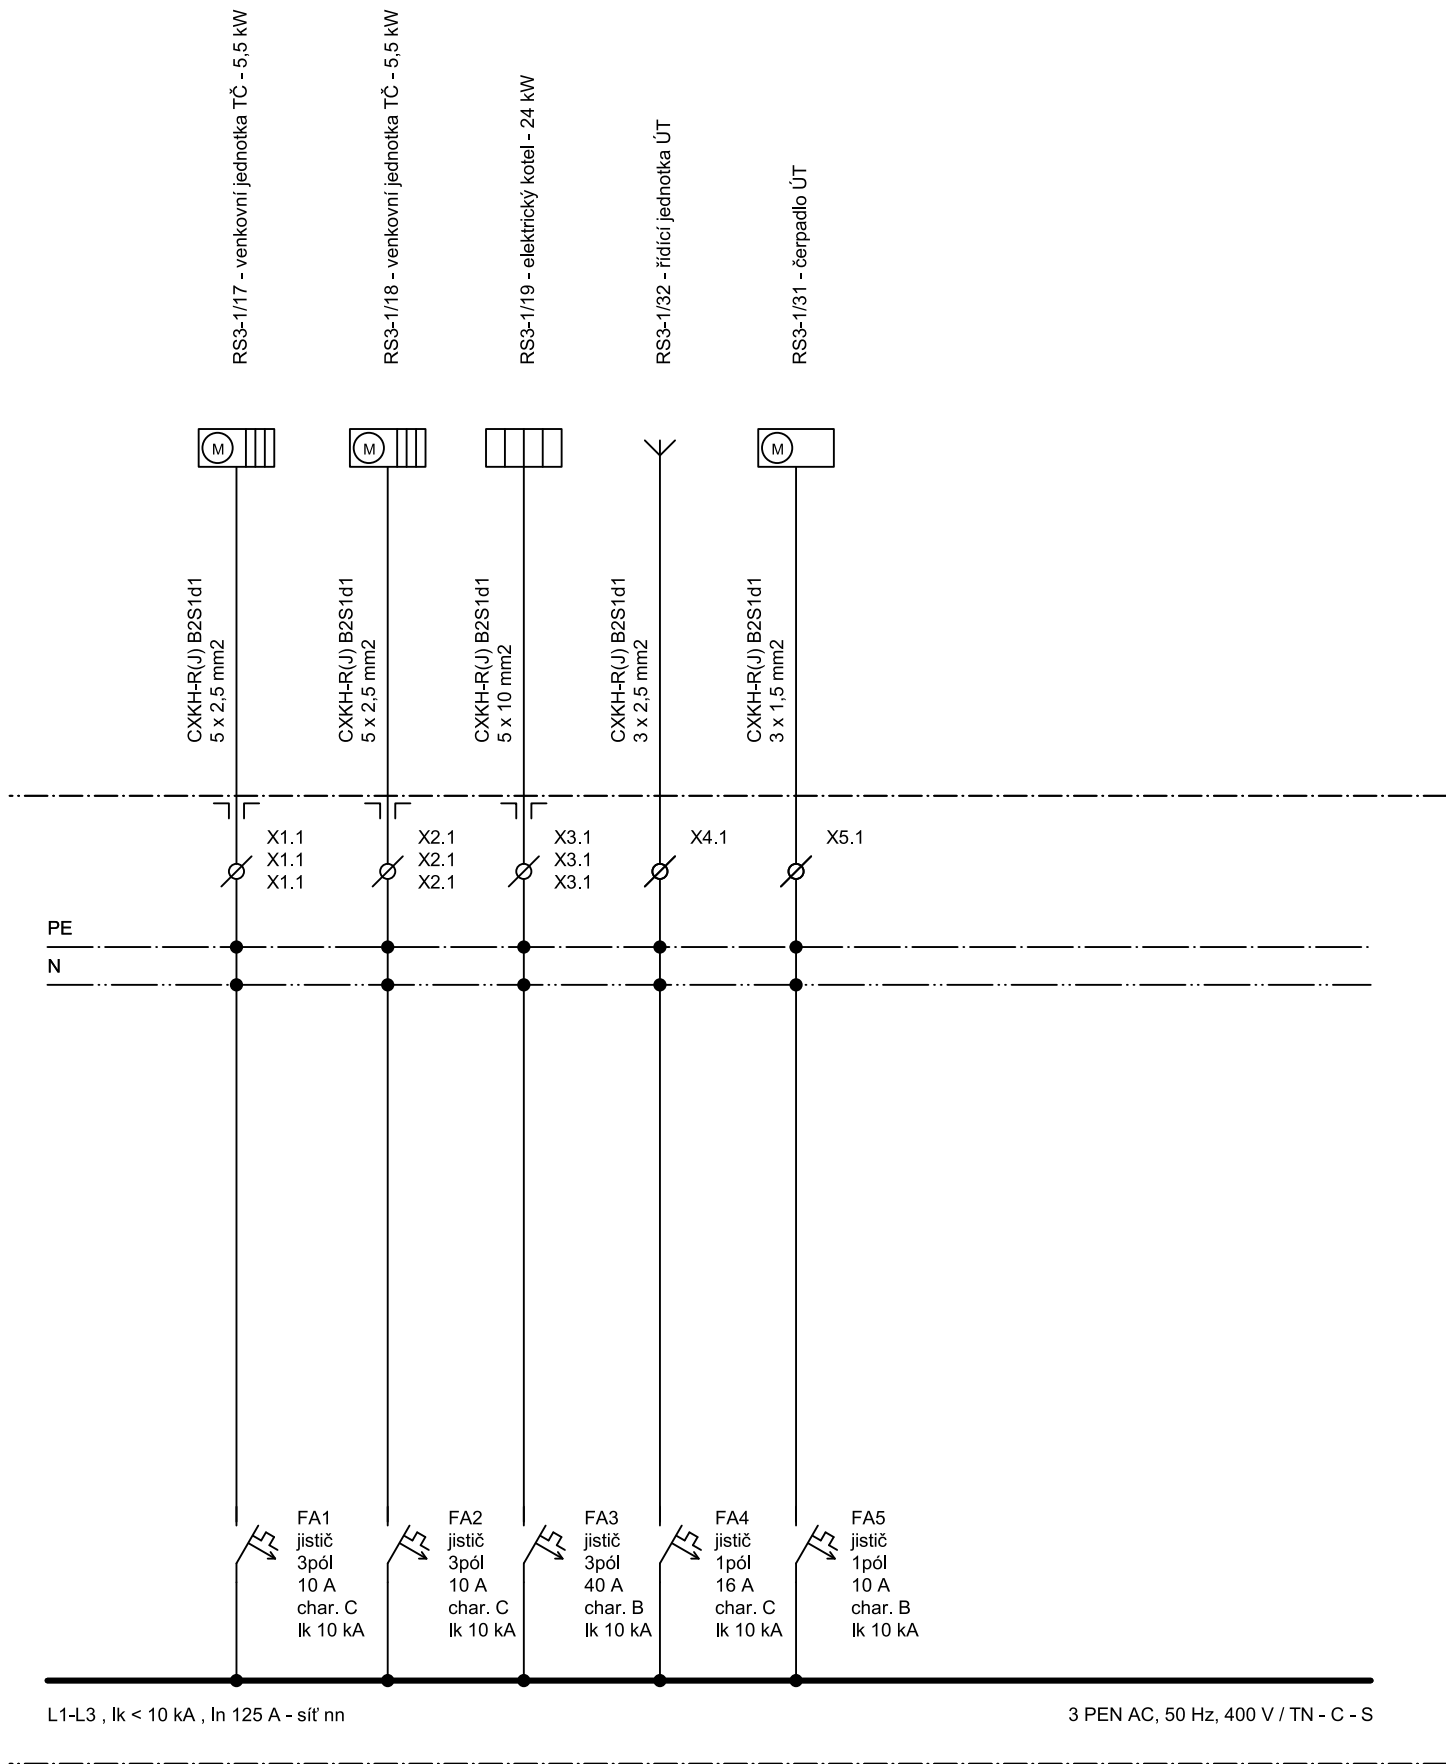 RS3-1/17 - venkovní jednotka TČ - 5,5 kW
RS3-1/18 - venkovní jednotka TČ - 5,5 kW
RS3-1/19 - elektrický kotel - 24 kW
RS3-1/32 - řídící jednotka ÚT
RS3-1/31 - čerpadlo ÚT
M
M
M
CXKH-R(J) B2S1d1
5 x 2,5 mm2
CXKH-R(J) B2S1d1
5 x 2,5 mm2
CXKH-R(J) B2S1d1
5 x 10 mm2
CXKH-R(J) B2S1d1
3 x 2,5 mm2
CXKH-R(J) B2S1d1
3 x 1,5 mm2
X1.1
X1.1
X1.1
X2.1
X2.1
X2.1
X3.1
X3.1
X3.1
X4.1
X5.1
PE
N
FA1
jistič
3pól
10 A
char. C
Ik 10 kA
FA2
jistič
3pól
10 A
char. C
Ik 10 kA
FA3
jistič
3pól
40 A
char. B
Ik 10 kA
FA4
jistič
1pól
16 A
char. C
Ik 10 kA
FA5
jistič
1pól
10 A
char. B
Ik 10 kA
L1-L3 , Ik < 10 kA , In 125 A - síť nn
3 PEN AC, 50 Hz, 400 V / TN - C - S